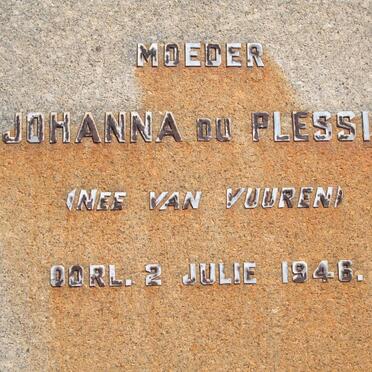 MOEDER
JOHANNA DU PLESSI
(NEE VAN VUUREN)
OORL. 2 JULIE 1946.